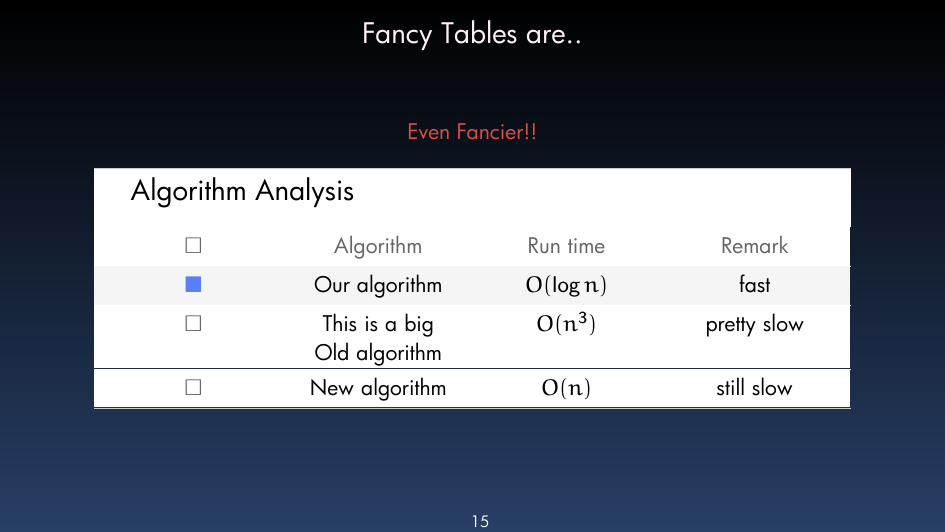 Fancy Tables are..
Even Fancier!!
Algorithm Analysis
☐ Algorithm Run time Remark
■ Our algorithm O(log n) fast
☐ This is a big O(n³) pretty slow
Old algorithm
☐ New algorithm O(n) still slow
15